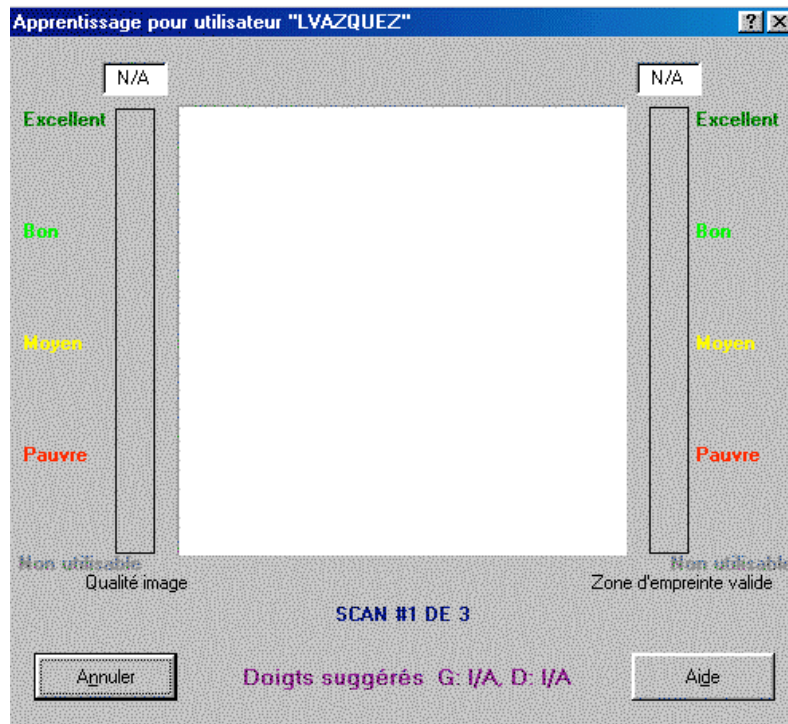 Apprentissage pour utilisateur "LVAZQUEZ"
N/A
N/A
Excellent
Excellent
Bon
Bon
Moyen
Moyen
Pauvre
Pauvre
Non utilisable
Non utilisable
Qualité image
Zone d'empreinte valide
SCAN #1 DE 3
Annuler
Doigts suggérés G: I/A, D: I/A
Aide